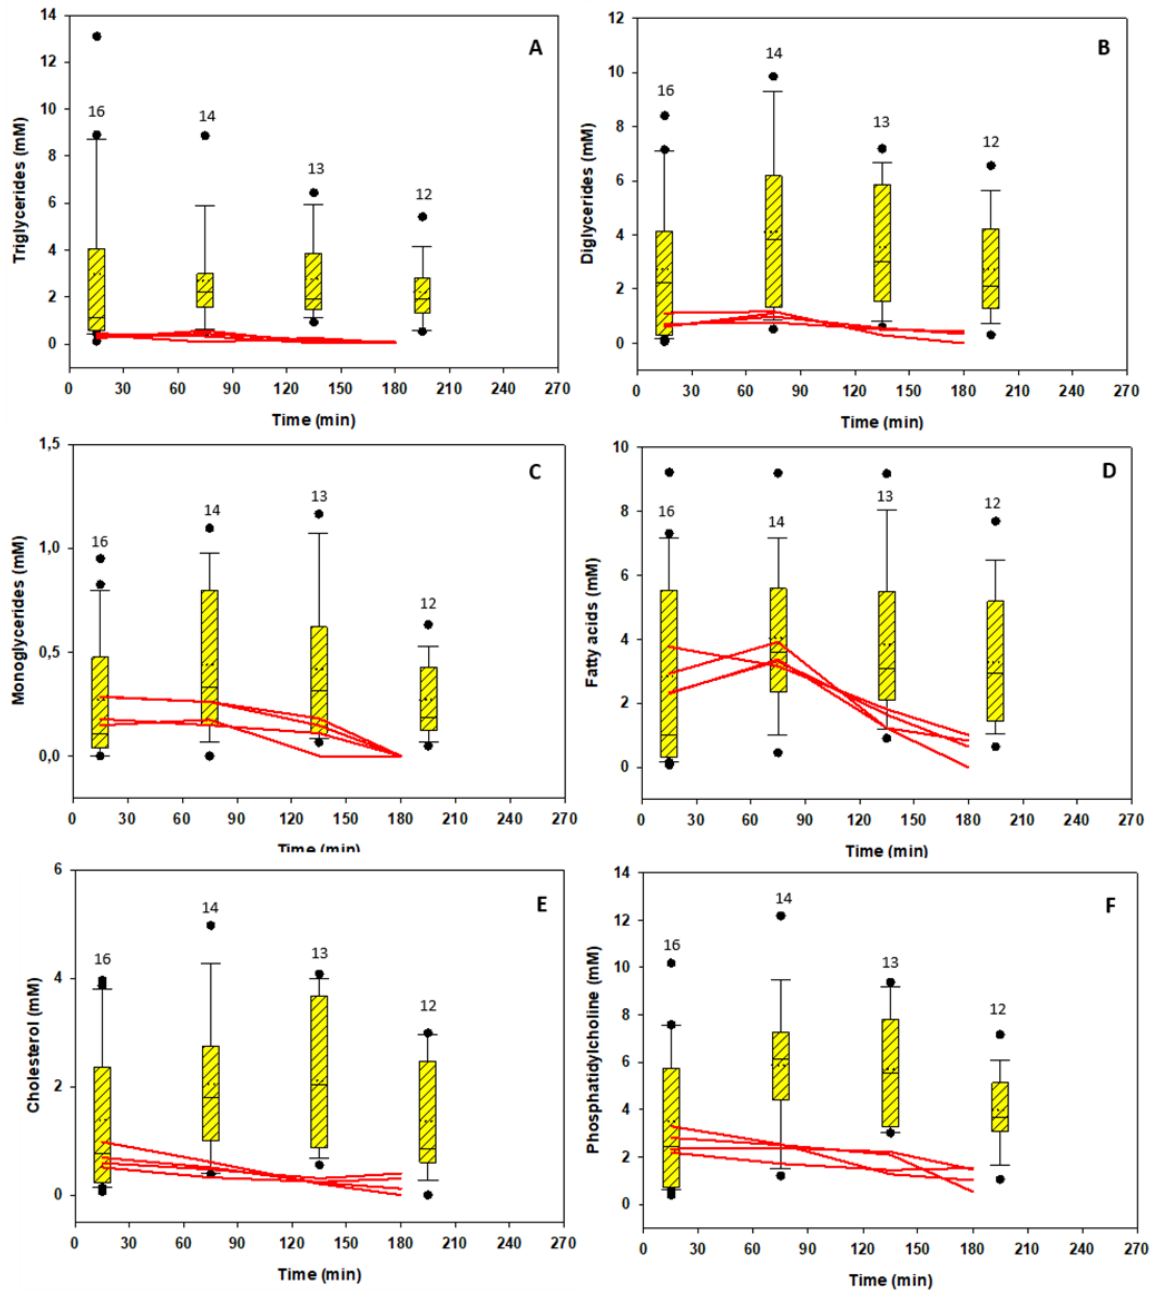 14
12
10
8
6
4
2
0
Triglycerides (mM)
A
16
14
13
12
0 30 60 90 120 150 180 210 240 270
Time (min)
12
10
8
6
4
2
0
Diglycerides (mM)
B
16
14
13
12
0 30 60 90 120 150 180 210 240 270
Time (min)
1,5
1,0
0,5
0,0
Monoglycerides (mM)
C
16
14
13
12
0 30 60 90 120 150 180 210 240 270
Time (min)
10
8
6
4
2
0
Fatty acids (mM)
D
16
14
13
12
0 30 60 90 120 150 180 210 240 270
Time (min)
6
4
2
0
Cholesterol (mM)
E
16
14
13
12
0 30 60 90 120 150 180 210 240 270
Time (min)
14
12
10
8
6
4
2
0
Phosphatidylcholine (mM)
F
16
14
13
12
0 30 60 90 120 150 180 210 240 270
Time (min)